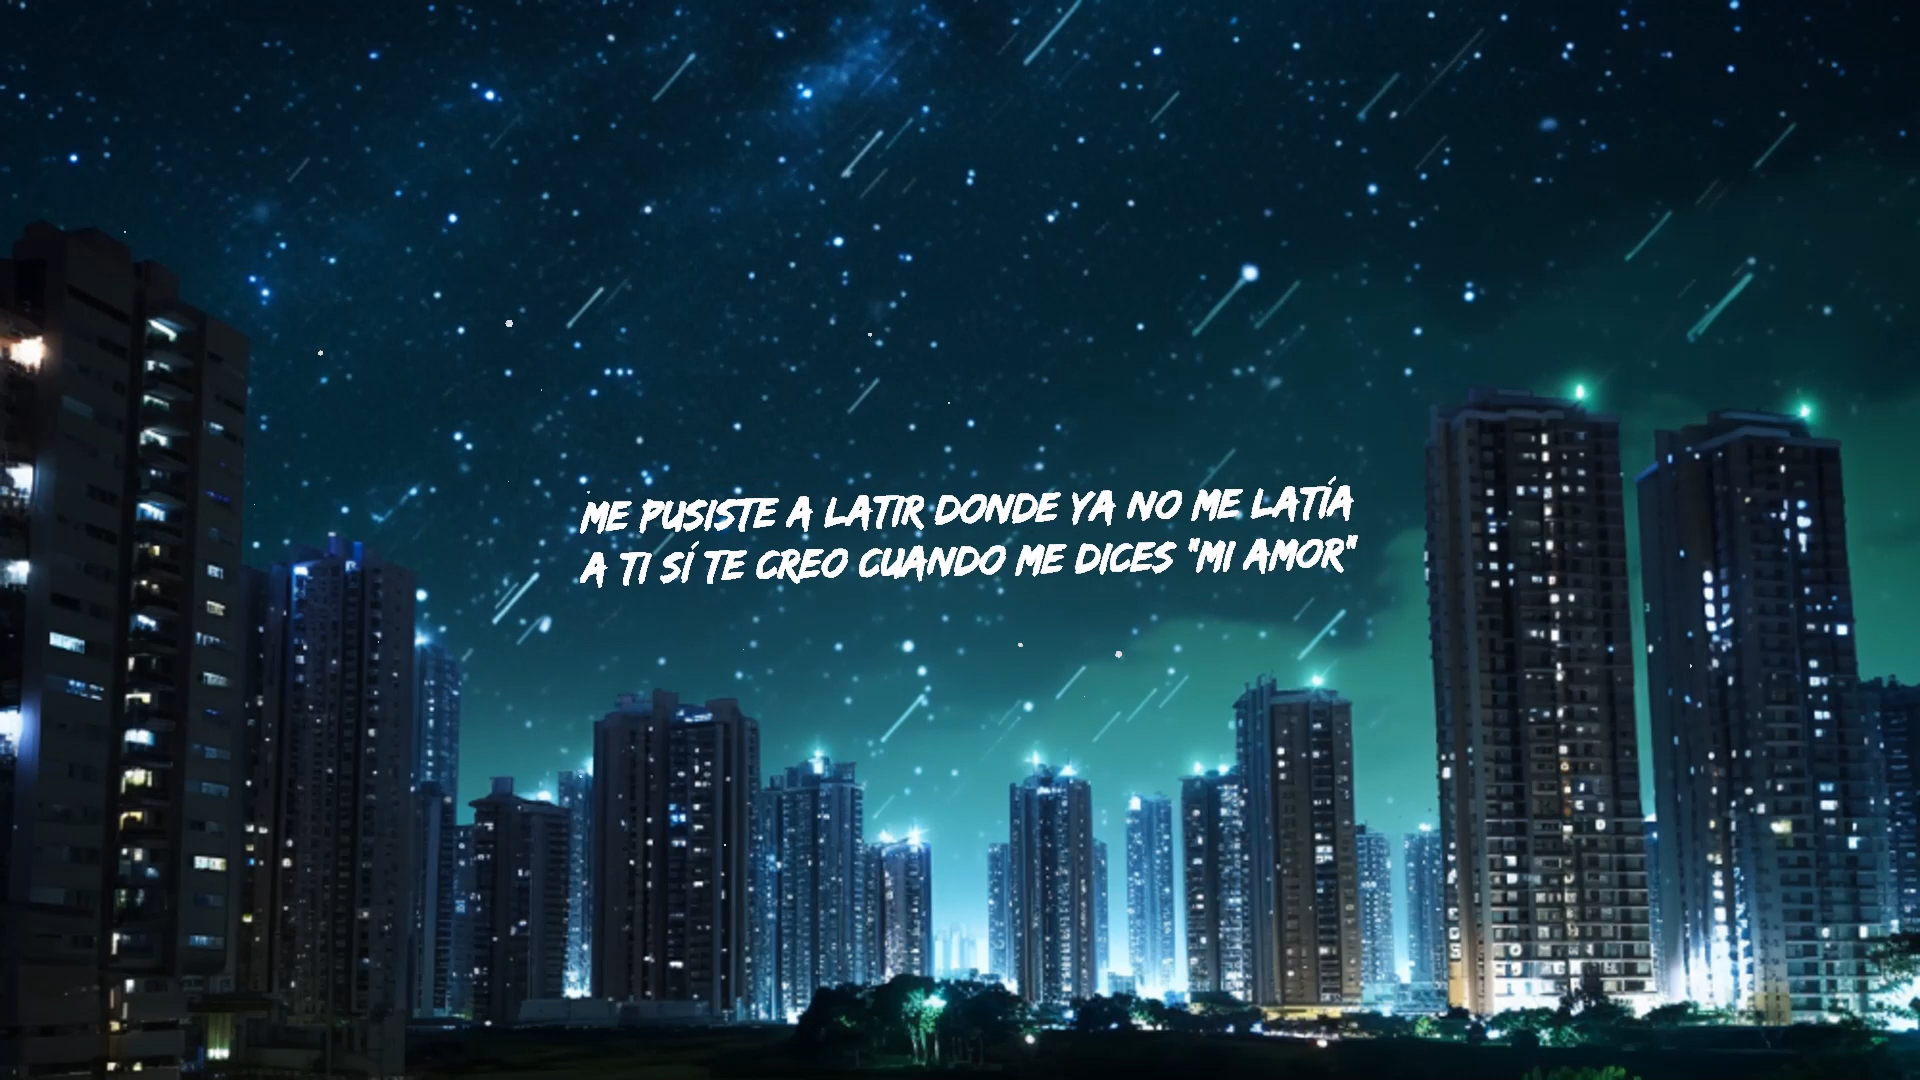 ME PUSISTE A LATIR DONDE YA NO ME LATÍA
A TI SÍ TE CREO CUANDO ME DICES "MI AMOR"